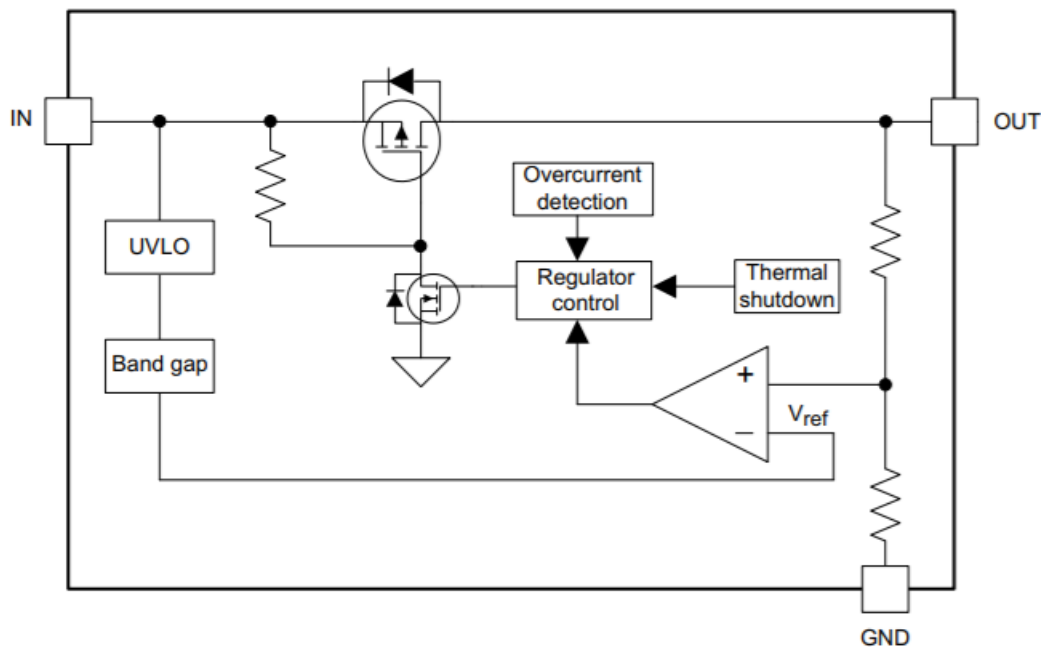 IN
OUT
Overcurrent
detection
UVLO
Regulator
control
Thermal
shutdown
Band gap
+
Vref
−
GND